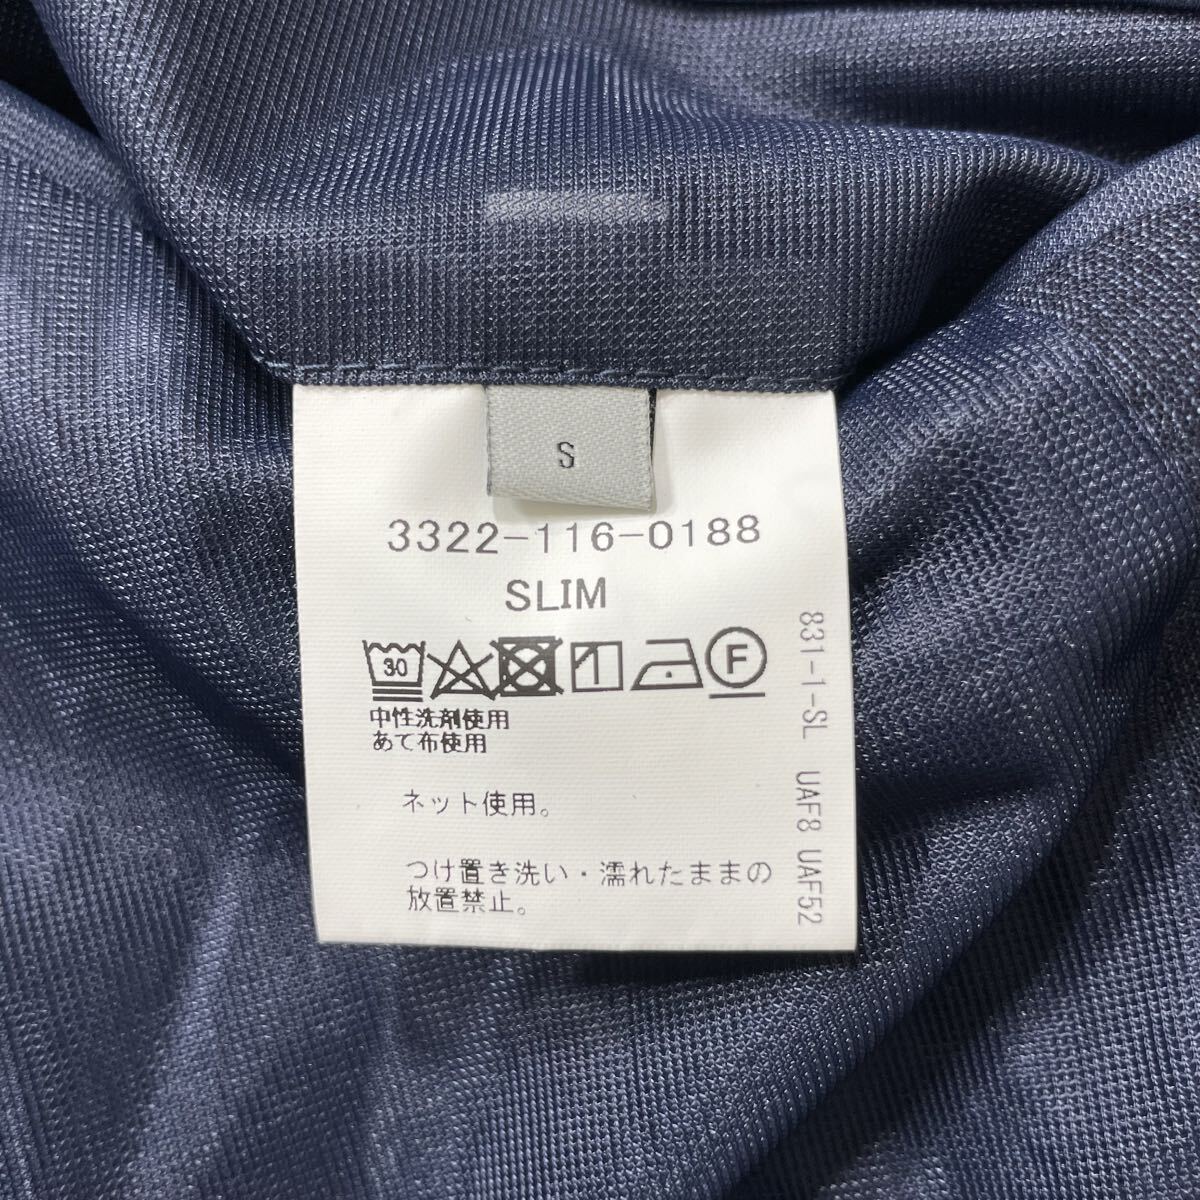 S
3322-116-0188
SLIM
30
F
中性洗剤使用
あて布使用
ネット使用。
つけ置き洗い・濡れたままの
放置禁止。
831-1-SL UAF8 UAF52